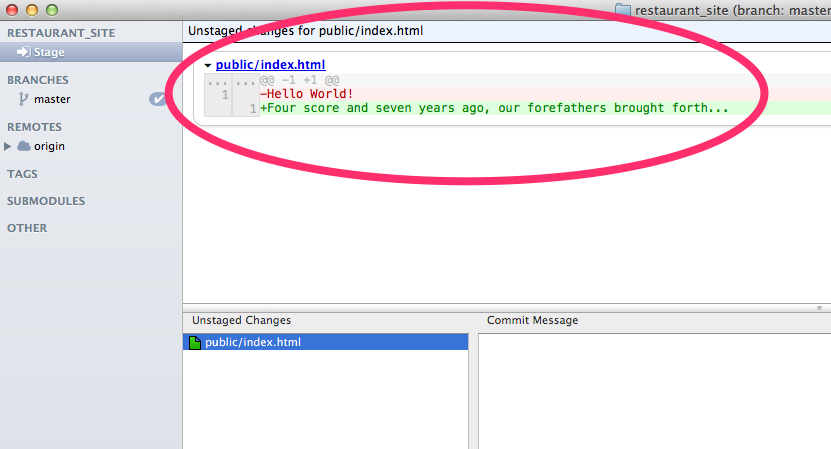 restaurant_site (branch: master
RESTAURANT_SITE
Stage
BRANCHES
master
REMOTES
origin
TAGS
SUBMODULES
OTHER
Unstaged changes for public/index.html
public/index.html
... ... @@ -1 +1 @@
1 -Hello World!
1 +Four score and seven years ago, our forefathers brought forth...
Unstaged Changes
public/index.html
Commit Message